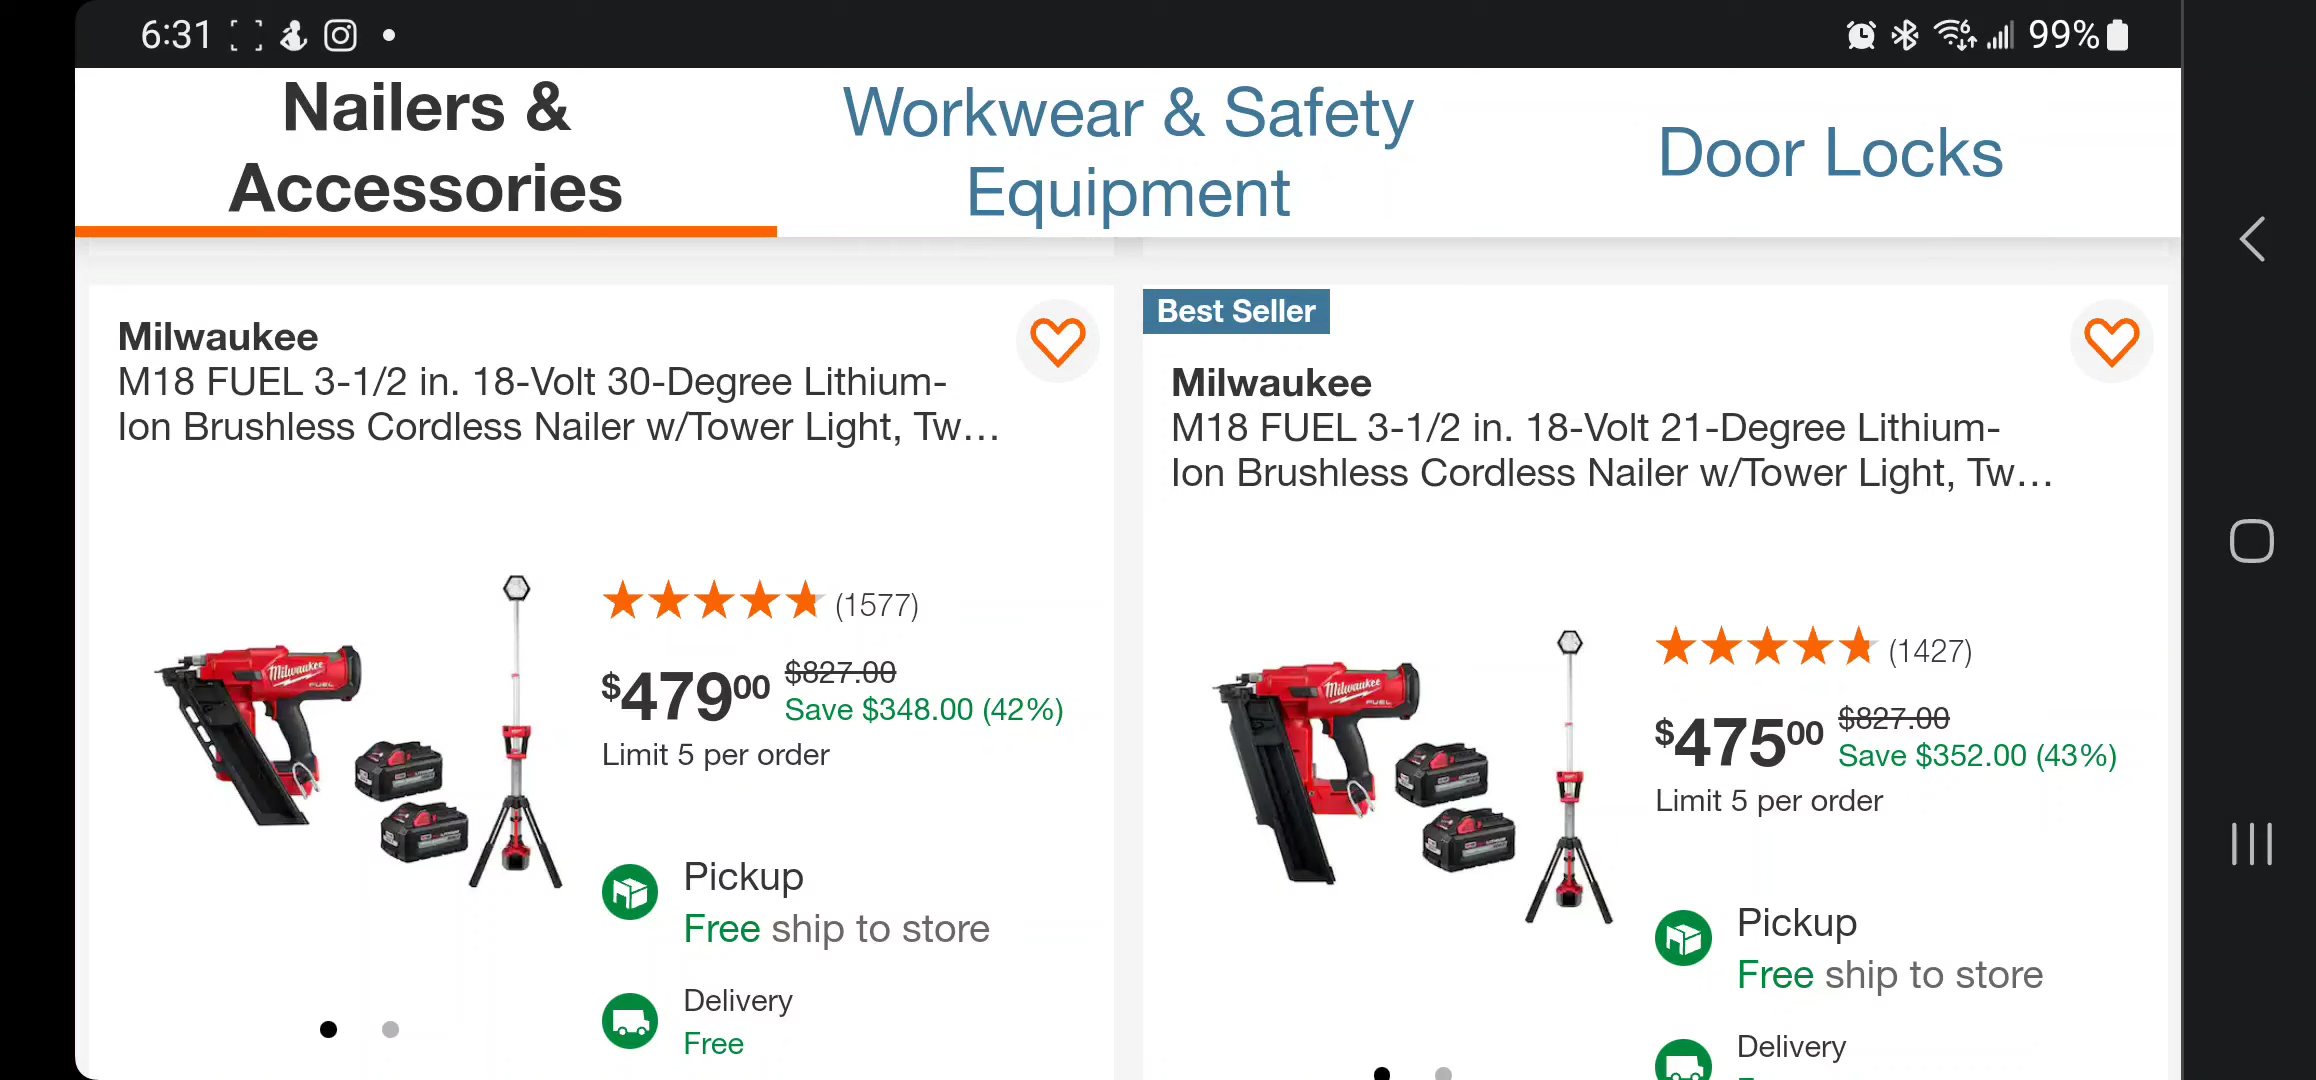 6:31
99%
Nailers &
Accessories
Workwear & Safety
Equipment
Door Locks
Milwaukee
M18 FUEL 3-1/2 in. 18-Volt 30-Degree Lithium-
Ion Brushless Cordless Nailer w/Tower Light, Tw...
Milwaukee
FUEL
(1577)
$47900 $827.00
Save $348.00 (42%)
Limit 5 per order
Pickup
Free ship to store
Delivery
Free
Best Seller
Milwaukee
M18 FUEL 3-1/2 in. 18-Volt 21-Degree Lithium-
Ion Brushless Cordless Nailer w/Tower Light, Tw...
Milwaukee
FUEL
(1427)
$47500 $827.00
Save $352.00 (43%)
Limit 5 per order
Pickup
Free ship to store
Delivery